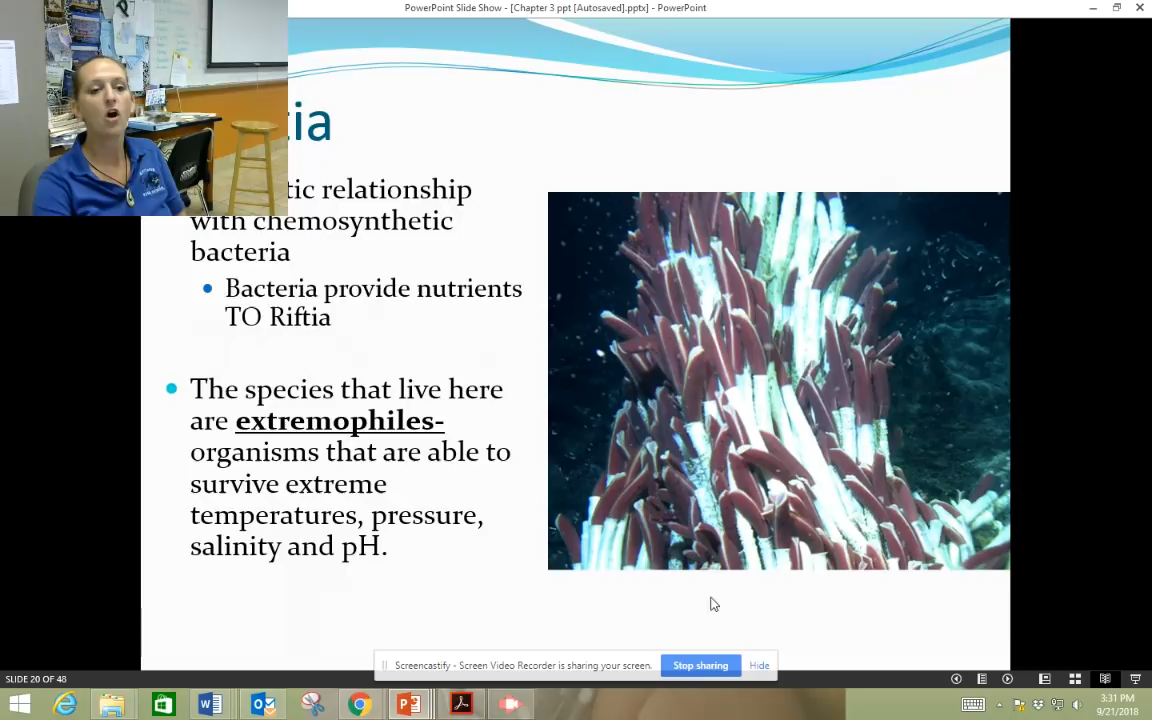 PowerPoint Slide Show - [Chapter 3 ppt [Autosaved].pptx] - PowerPoint
tia
tic relationship
with chemosynthetic
bacteria
Bacteria provide nutrients
TO Riftia
The species that live here
are extremophiles-
organisms that are able to
survive extreme
temperatures, pressure,
salinity and pH.
Screencastify - Screen Video Recorder is sharing your screen. Stop sharing Hide
SLIDE 20 OF 48
3:31 PM
9/21/2018